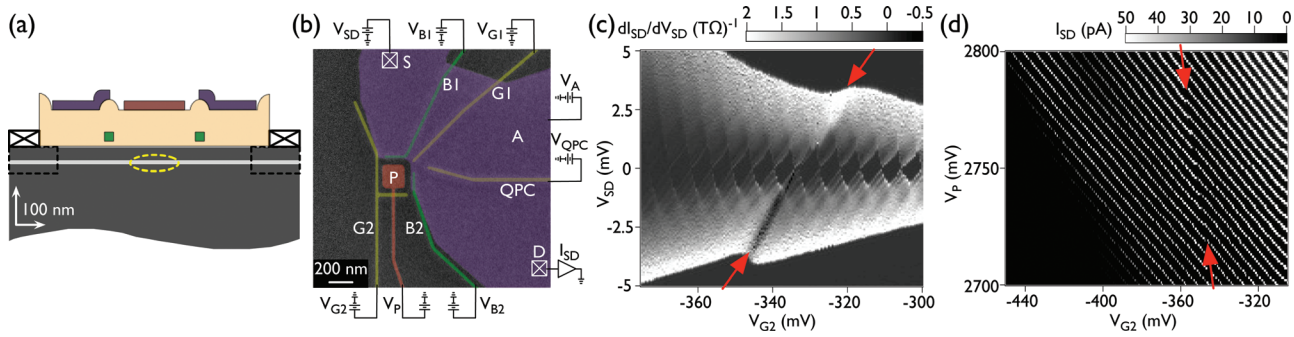 (a)
100 nm
(b)
V_SD
V_B1
V_G1
S
B1
G1
V_A
A
V_QPC
P
QPC
G2
B2
D
I_SD
200 nm
V_G2
V_P
V_B2
(c)
dI_SD/dV_SD (TΩ)^-1
2 1.5 1 0.5 0 -0.5
5
2.5
0
-2.5
-5
V_SD (mV)
-360 -340 -320 -300
V_G2 (mV)
(d)
I_SD (pA)
50 40 30 20 10 0
2800
2750
2700
V_P (mV)
-440 -400 -360 -320
V_G2 (mV)